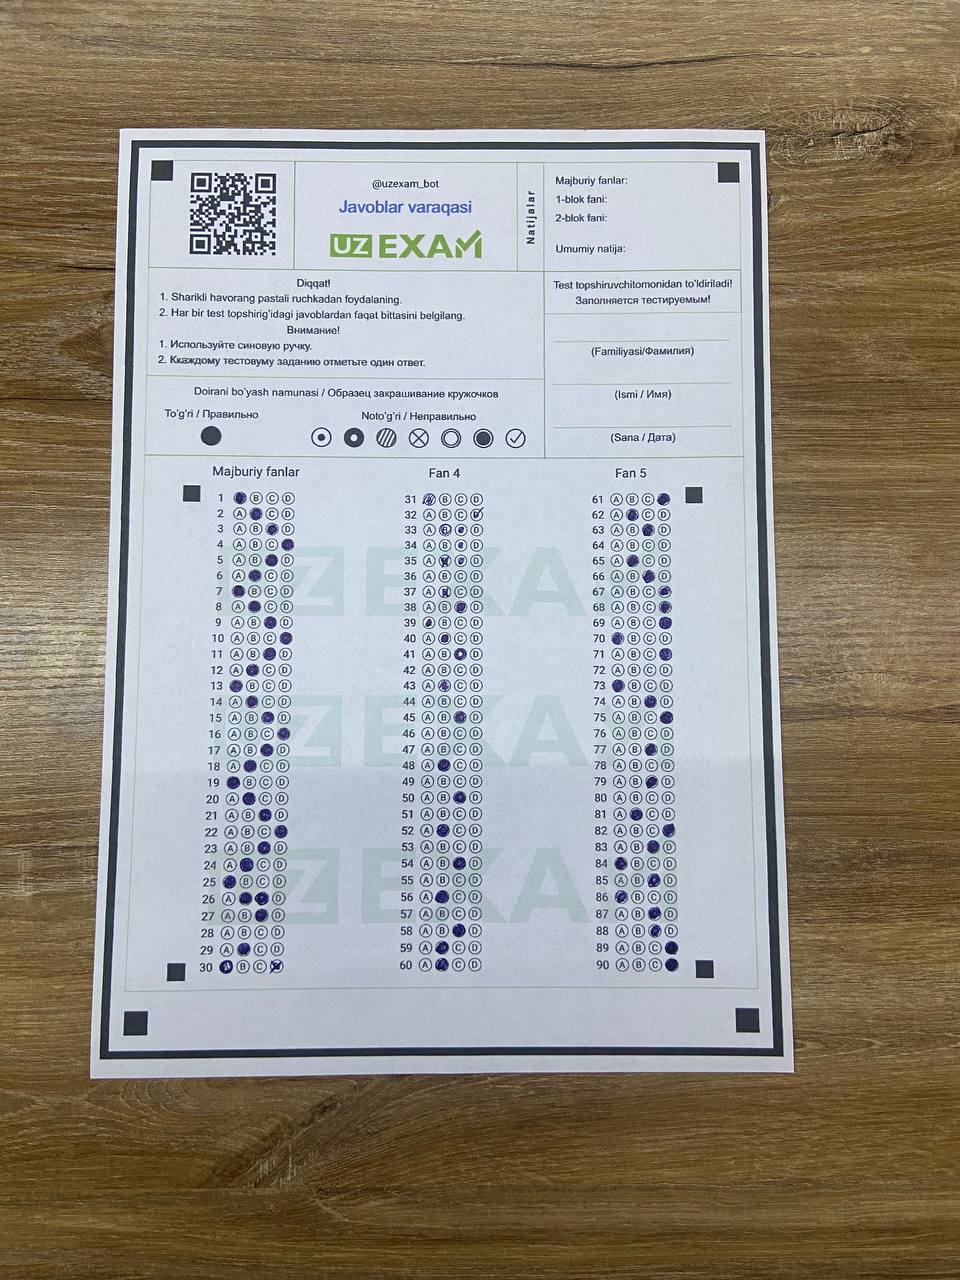 @uzexam_bot
Javoblar varaqasi
UZ EXAM
Natijalar
Majburiy fanlar:
1-blok fani:
2-blok fani:
Umumiy natija:
Diqqat!
1. Sharikli havorang pastali ruchkadan foydalaning.
2. Har bir test topshirig'idagi javoblardan faqat bittasini belgilang.
Внимание!
1. Используйте синовую ручку.
2. Ккаждому тестовуму заданию отметьте один ответ.
Test topshiruvchitomonidan to'ldiriladi!
Заполняется тестируемым!
(Familiyasi/Фамилия)
(Ismi / Имя)
(Sana / Дата)
Doirani bo'yash namunasi / Образец закрашивание кружочков
To'g'ri / Правильно
Noto'g'ri / Неправильно
Majburiy fanlar
1 B C D
2 A C D
3 A B D
4 A B C
5 A B D
6 A C D
7 B C D
8 A C D
9 A B D
10 A B C
11 A B D
12 A C D
13 B C D
14 A C D
15 A B D
16 A B C
17 A B D
18 A C D
19 B C D
20 A C D
21 A B D
22 A B C
23 A B D
24 A C D
25 B C D
26 A D
27 A B D
28 A B C D
29 A C D
30 A B C
Fan 4
31 A B C D
32 A B C D
33 A B D
34 A B D
35 A D
36 A B C D
37 A C D
38 A B D
39 B C D
40 A C D
41 A B D
42 A B C D
43 A C D
44 A B C D
45 A B D
46 A B C D
47 A B C D
48 A C D
49 A B C D
50 A B D
51 A B C D
52 A C D
53 A B C D
54 A B D
55 A B C D
56 A C D
57 A B C D
58 A B D
59 A C D
60 A C D
Fan 5
61 A B C
62 A C D
63 A B D
64 A B C D
65 A C D
66 A B D
67 A B C
68 A B C
69 A B C
70 B C D
71 A B C
72 A B C D
73 B C D
74 A B D
75 A B C
76 A B C D
77 A B D
78 A B C D
79 A B D
80 A B C D
81 A C D
82 A B C
83 A B D
84 B C D
85 A B D
86 B C D
87 A B D
88 A B D
89 A B C
90 A B C
ZEXA
ZEXA
ZEXA